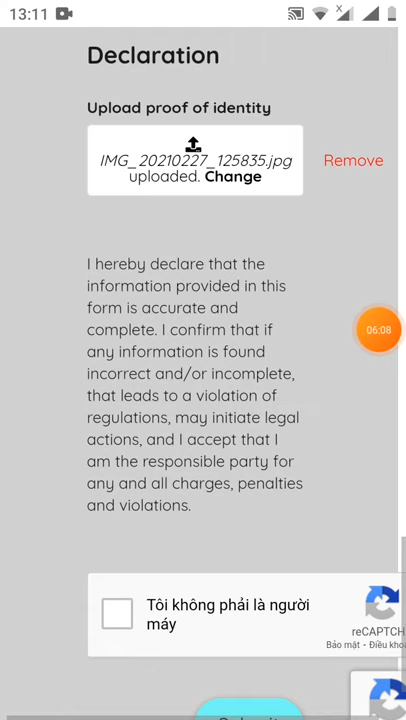 13:11
Declaration
Upload proof of identity
IMG_20210227_125835.jpg
uploaded. Change
Remove
I hereby declare that the
information provided in this
form is accurate and
complete. I confirm that if
any information is found
incorrect and/or incomplete,
that leads to a violation of
regulations, may initiate legal
actions, and I accept that I
am the responsible party for
any and all charges, penalties
and violations.
06:08
Tôi không phải là người
máy
reCAPTCH
Bảo mật - Điều kho